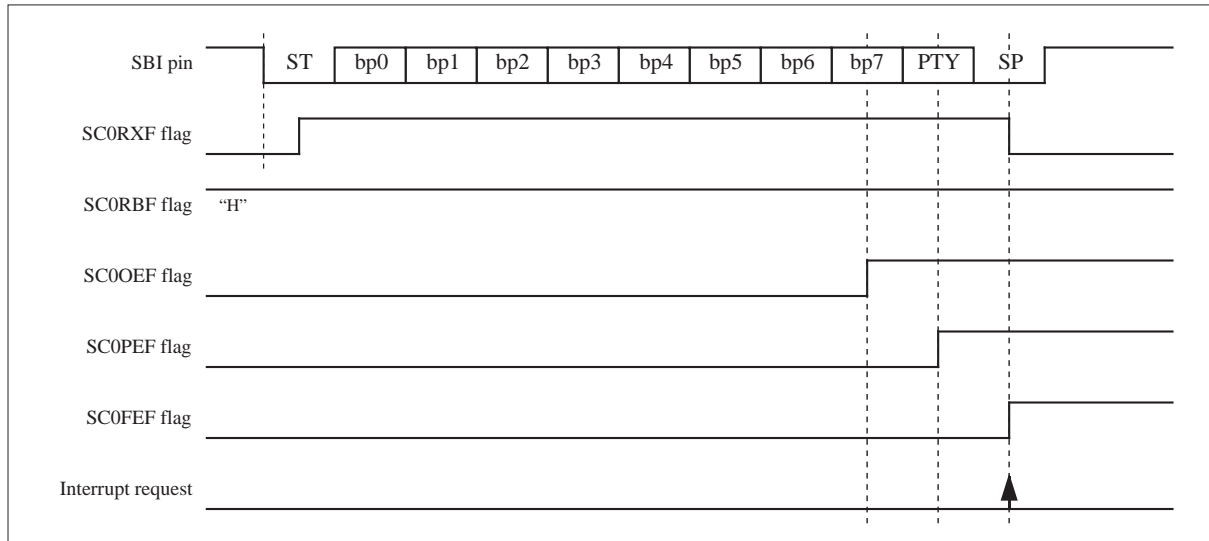 SBI pin ST bp0 bp1 bp2 bp3 bp4 bp5 bp6 bp7 PTY SP
SC0RXF flag
SC0RBF flag “H”
SC0OEF flag
SC0PEF flag
SC0FEF flag
Interrupt request